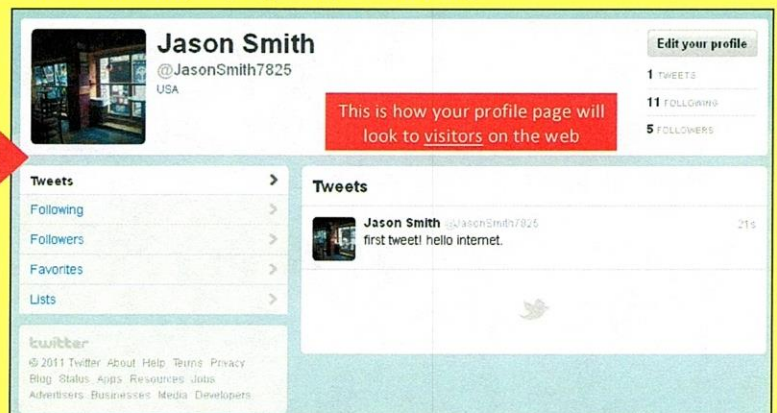 Jason Smith
@JasonSmith7825
USA
Edit your profile
1 TWEETS
11 FOLLOWING
5 FOLLOWERS
This is how your profile page will
look to visitors on the web
Tweets
Following
Followers
Favorites
Lists
Tweets
Jason Smith @JasonSmith7825 21s
first tweet! hello internet.
twitter
© 2011 Twitter About Help Terms Privacy
Blog Status Apps Resources Jobs
Advertisers Businesses Media Developers